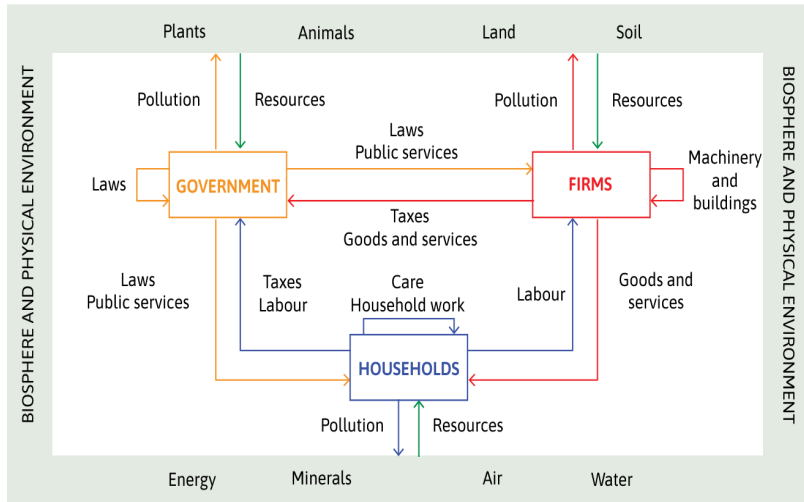 Plants
Animals
Land
Soil
BIOSPHERE AND PHYSICAL ENVIRONMENT
BIOSPHERE AND PHYSICAL ENVIRONMENT
Pollution
Resources
Pollution
Resources
Laws
Public services
Laws
GOVERNMENT
FIRMS
Machinery
and
buildings
Taxes
Goods and services
Laws
Public services
Taxes
Labour
Care
Household work
Labour
Goods and
services
HOUSEHOLDS
Pollution
Resources
Energy
Minerals
Air
Water